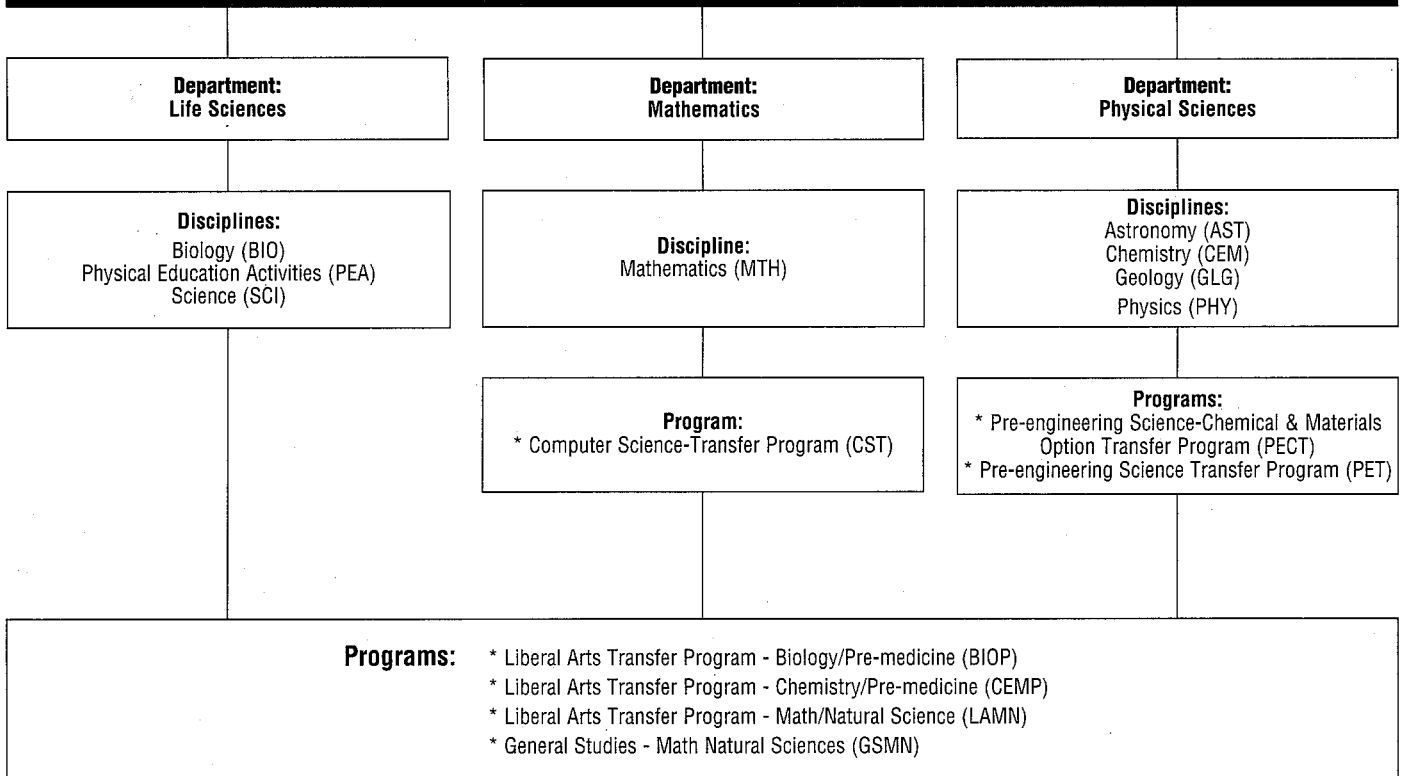 Department:
Life Sciences
Department:
Mathematics
Department:
Physical Sciences
Disciplines:
Biology (BIO)
Physical Education Activities (PEA)
Science (SCI)
Discipline:
Mathematics (MTH)
Disciplines:
Astronomy (AST)
Chemistry (CEM)
Geology (GLG)
Physics (PHY)
Program:
* Computer Science-Transfer Program (CST)
Programs:
* Pre-engineering Science-Chemical & Materials
Option Transfer Program (PECT)
* Pre-engineering Science Transfer Program (PET)
Programs:
* Liberal Arts Transfer Program - Biology/Pre-medicine (BIOP)
* Liberal Arts Transfer Program - Chemistry/Pre-medicine (CEMP)
* Liberal Arts Transfer Program - Math/Natural Science (LAMN)
* General Studies - Math Natural Sciences (GSMN)